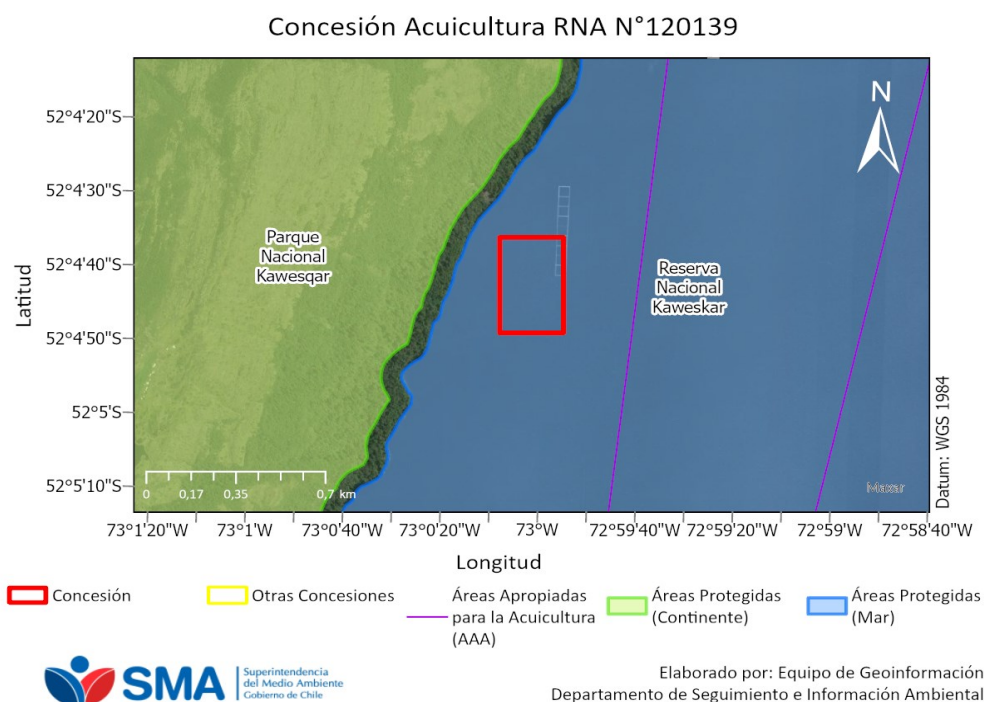 Concesión Acuicultura RNA N°120139
N
52°4'20"S
52°4'30"S
52°4'40"S
52°4'50"S
52°5'S
52°5'10"S
Latitud
Parque
Nacional
Kawesqar
Reserva
Nacional
Kaweskar
Datum: WGS 1984
Maxar
0 0,17 0,35 0,7 km
73°1'20"W 73°1'W 73°0'40"W 73°0'20"W 73°W 72°59'40"W 72°59'20"W 72°59'W 72°58'40"W
Longitud
Concesión
Otras Concesiones
Áreas Apropiadas
para la Acuicultura
(AAA)
Áreas Protegidas
(Continente)
Áreas Protegidas
(Mar)
SMA
Superintendencia
del Medio Ambiente
Gobierno de Chile
Elaborado por: Equipo de Geoinformación
Departamento de Seguimiento e Información Ambiental